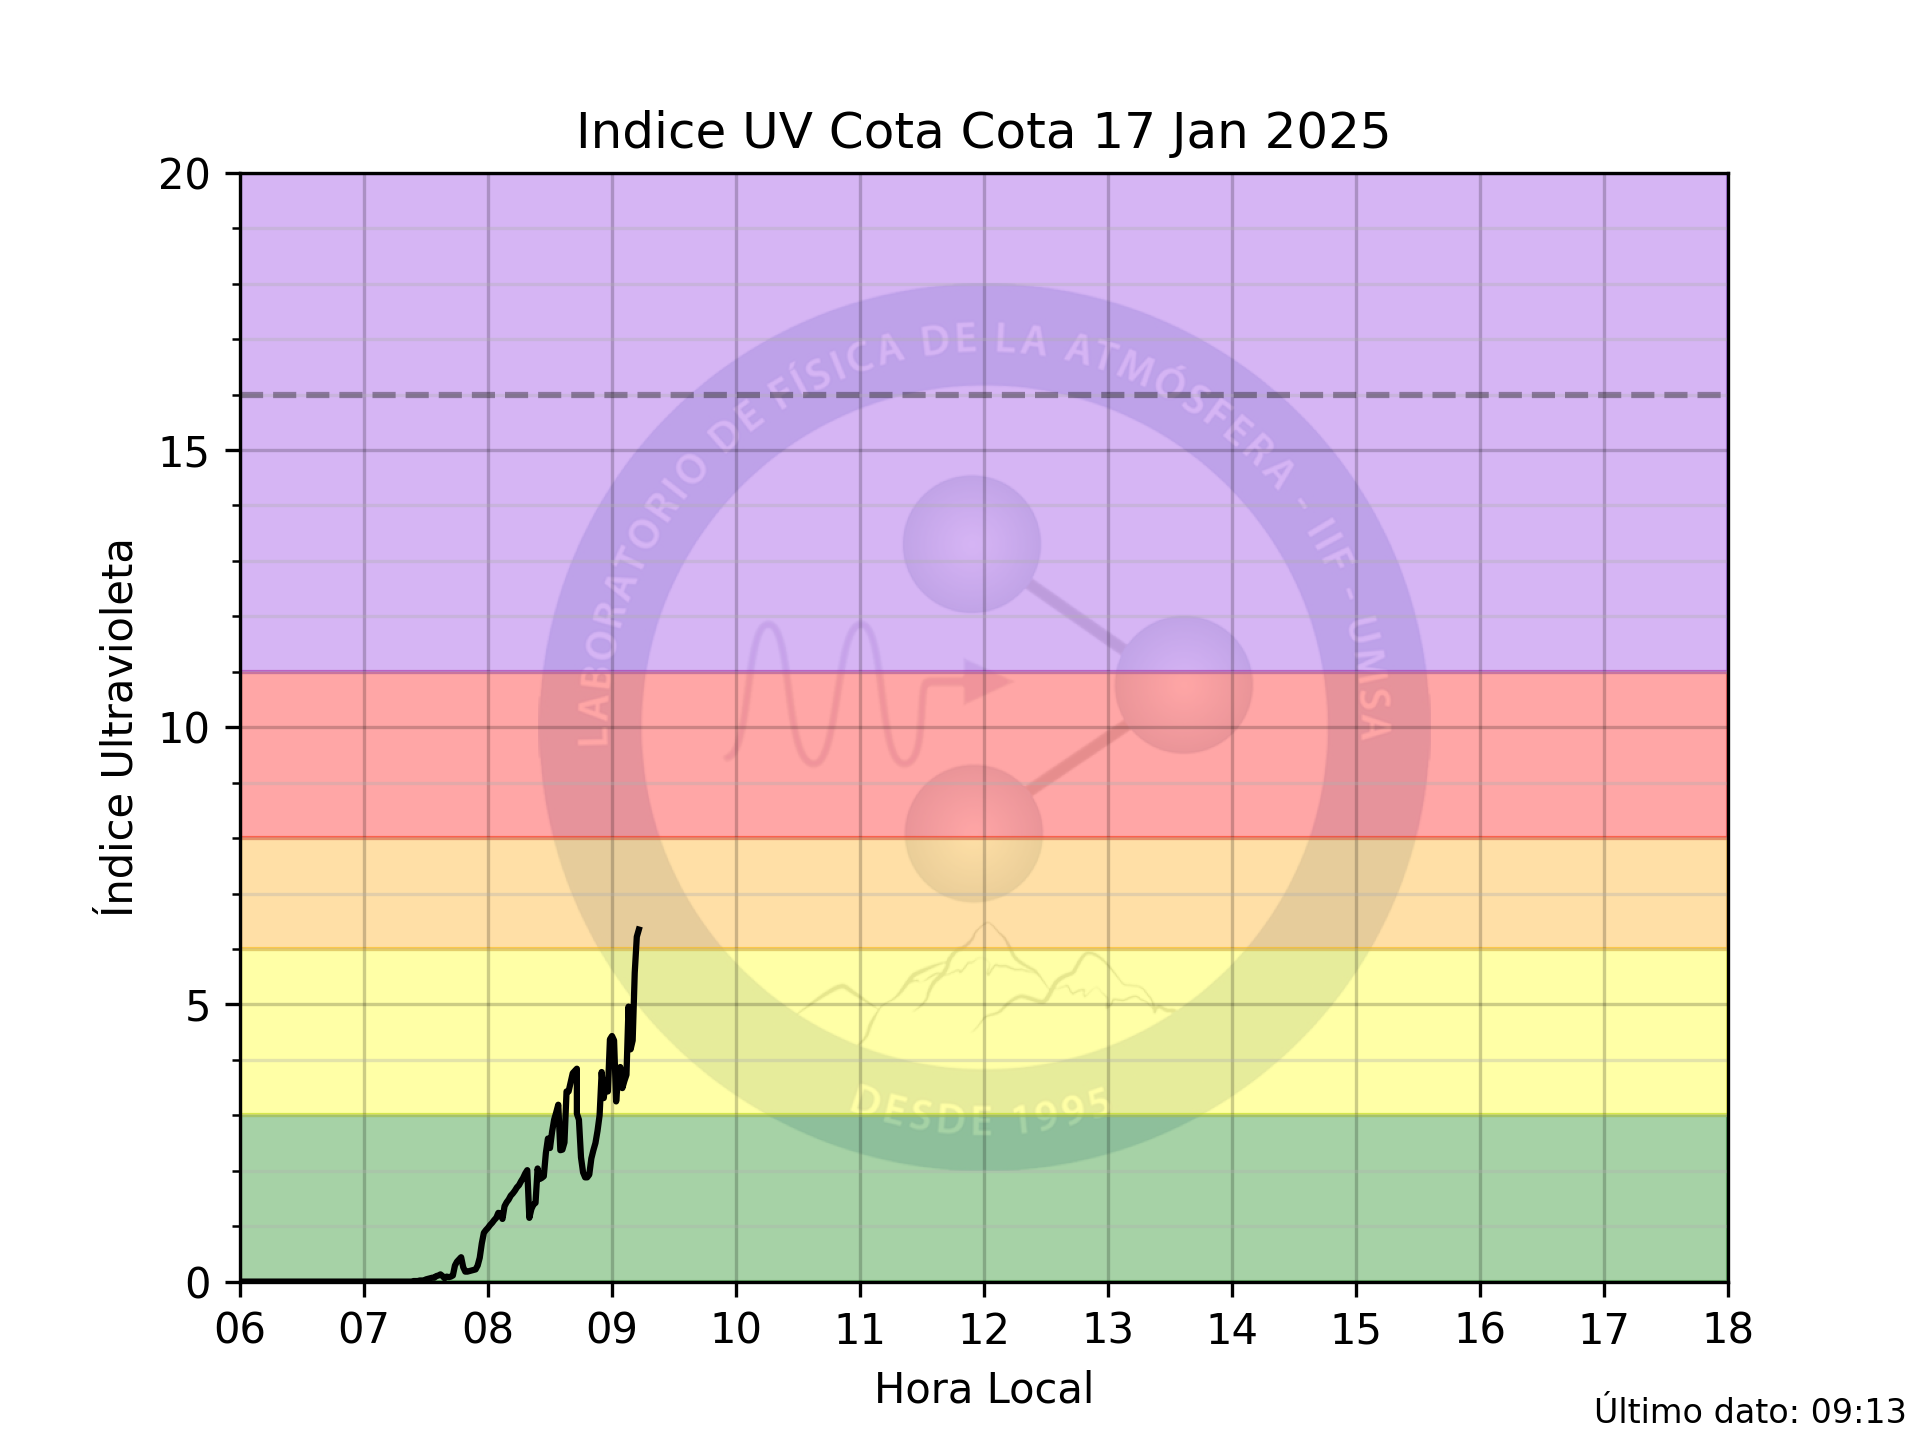 Indice UV Cota Cota 17 Jan 2025
20
15
10
5
0
Índice Ultravioleta
LABORATORIO DE FÍSICA DE LA ATMÓSFERA - IIF - UMSA
DESDE 1995
06 07 08 09 10 11 12 13 14 15 16 17 18
Hora Local
Último dato: 09:13